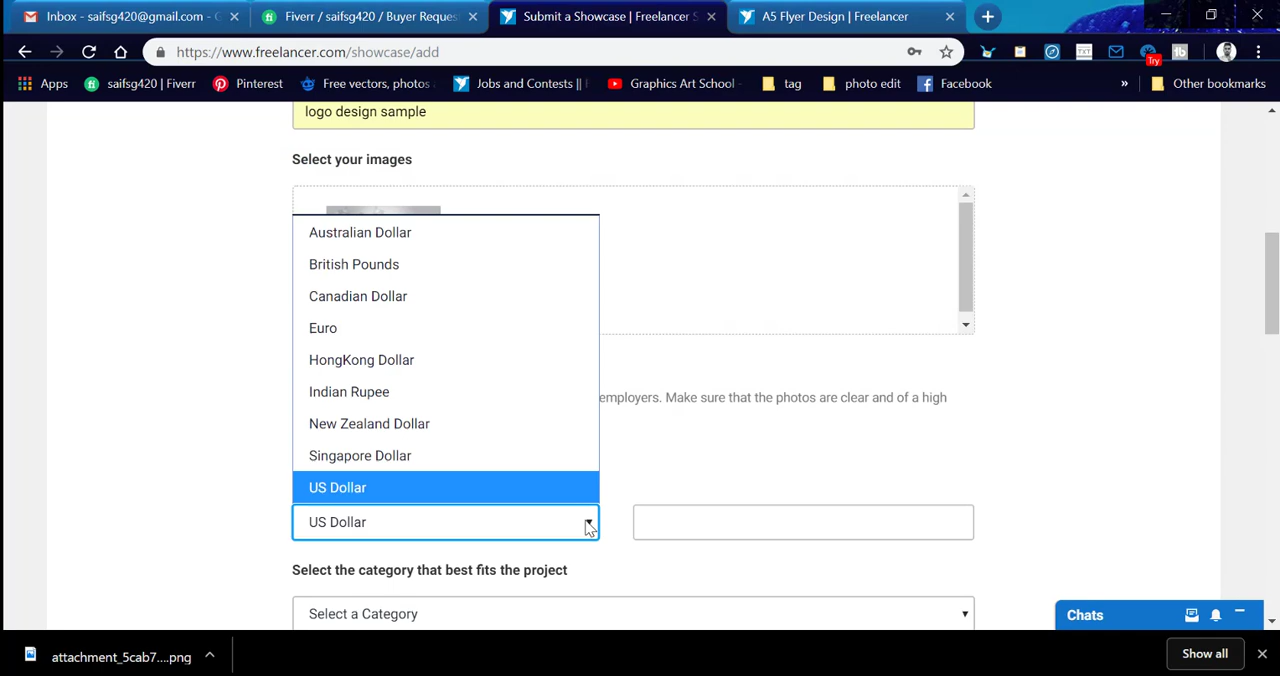 Inbox - saifsg420@gmail.com - G
Fiverr / saifsg420 / Buyer Reques
Submit a Showcase | Freelancer S
A5 Flyer Design | Freelancer
https://www.freelancer.com/showcase/add
TXT
Try
Apps
saifsg420 | Fiverr
Pinterest
Free vectors, photos
Jobs and Contests ||
Graphics Art School -
tag
photo edit
Facebook
»
Other bookmarks
logo design sample
Select your images
Australian Dollar
British Pounds
Canadian Dollar
Euro
HongKong Dollar
Indian Rupee
employers. Make sure that the photos are clear and of a high
New Zealand Dollar
Singapore Dollar
US Dollar
US Dollar
Select the category that best fits the project
Select a Category
Chats
attachment_5cab7....png
Show all